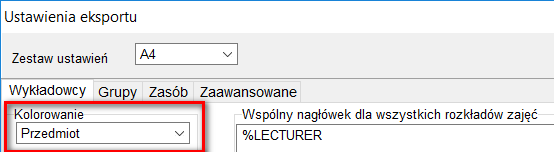 Ustawienia eksportu
Zestaw ustawień A4
Wykładowcy Grupy Zasób Zaawansowane
Kolorowanie Wspólny nagłówek dla wszystkich rozkładów zajęć
Przedmiot %LECTURER